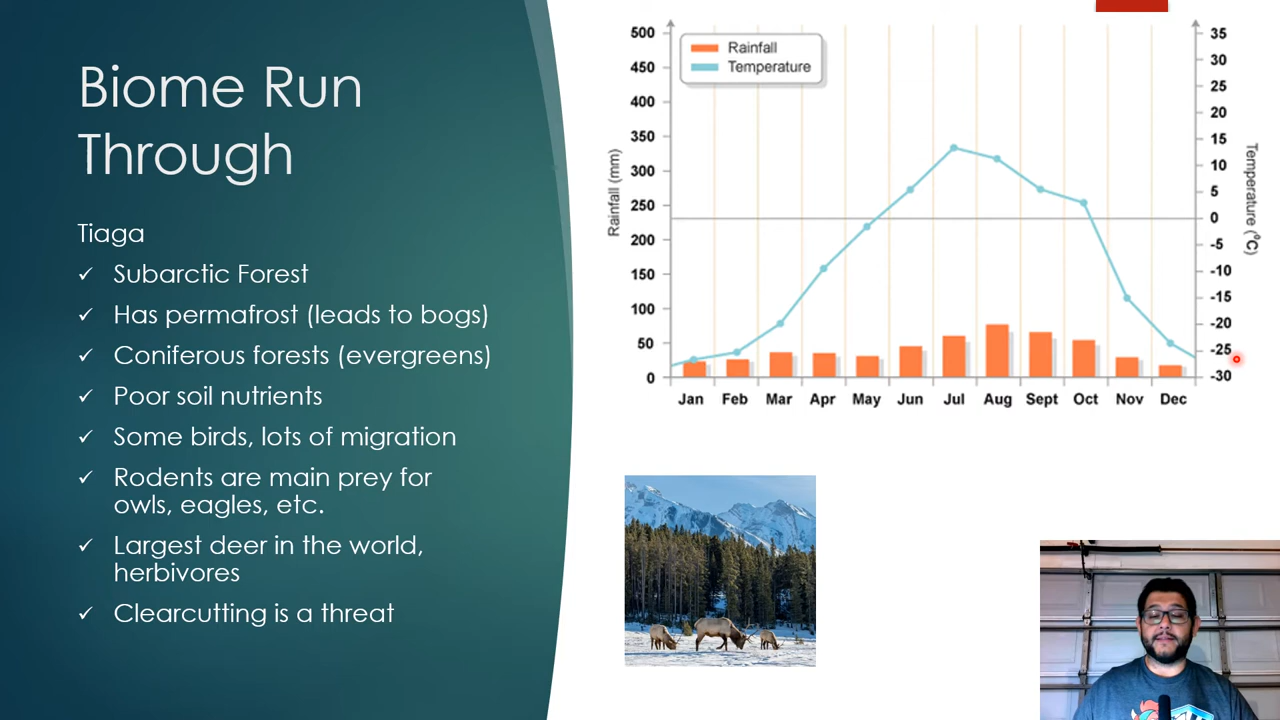 Biome Run
Through
Tiaga
✓ Subarctic Forest
✓ Has permafrost (leads to bogs)
✓ Coniferous forests (evergreens)
✓ Poor soil nutrients
✓ Some birds, lots of migration
✓ Rodents are main prey for
owls, eagles, etc.
✓ Largest deer in the world,
herbivores
✓ Clearcutting is a threat
Rainfall
Temperature
Rainfall (mm)
500
450
400
350
300
250
200
150
100
50
0
Jan Feb Mar Apr May Jun Jul Aug Sept Oct Nov Dec
35
30
25
20
15
10
5
0
-5
-10
-15
-20
-25
-30
Temperature (⁰C)